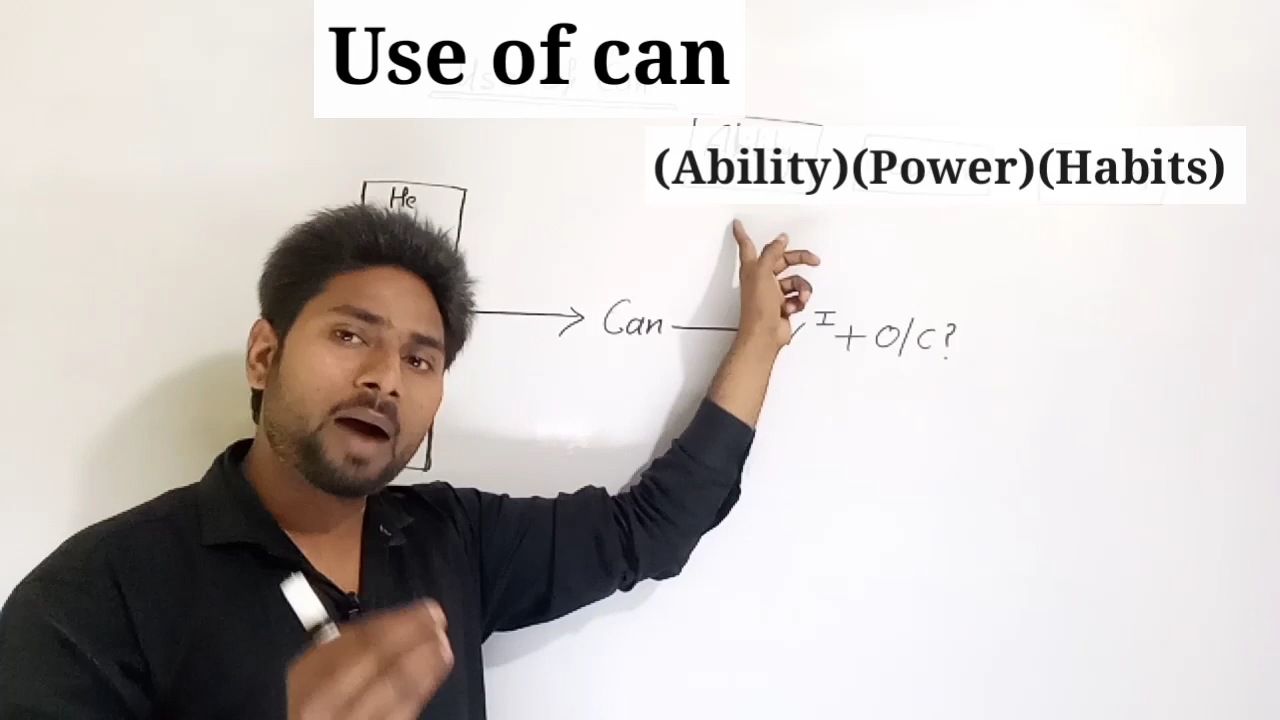 Use of can
(Ability)(Power)(Habits)
He
Can
I + O/C ?